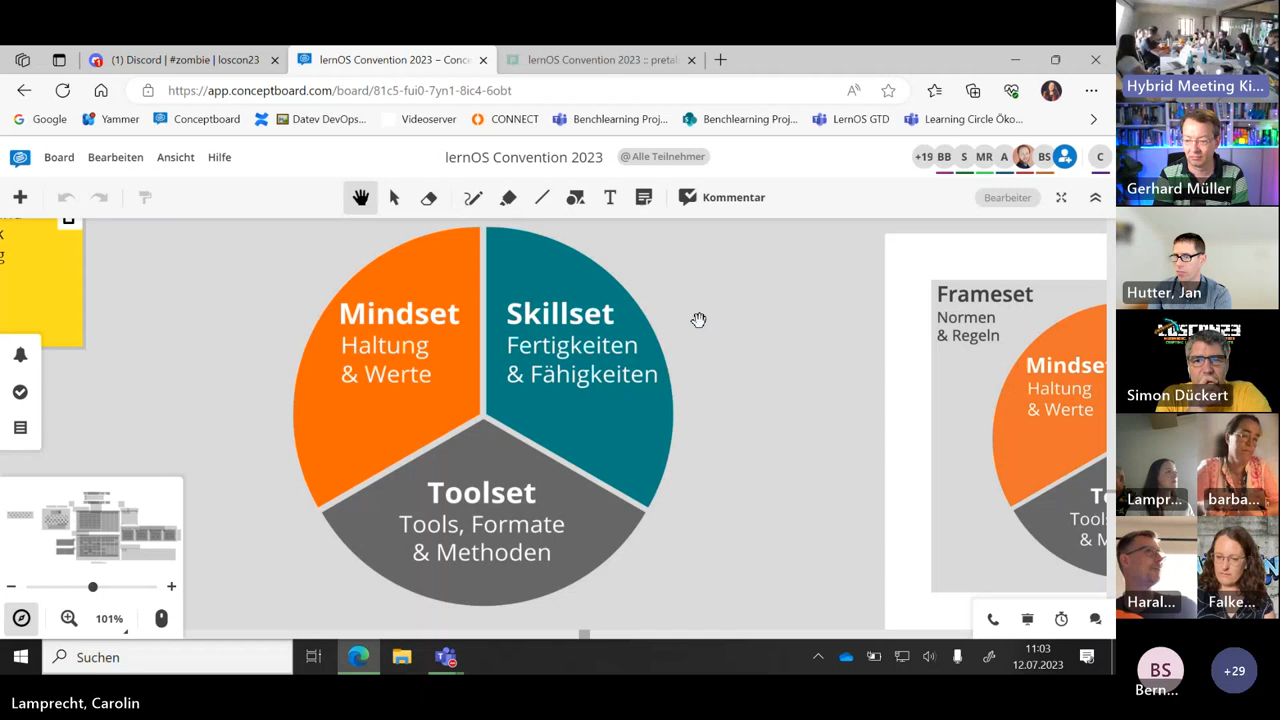 (1) Discord | #zombie | loscon23
lernOS Convention 2023 – Conce
lernOS Convention 2023 :: preta
https://app.conceptboard.com/board/81c5-fui0-7yn1-8ic4-6obt
Google
Yammer
Conceptboard
Datev DevOps...
Videoserver
CONNECT
Benchlearning Proj...
Benchlearning Proj...
LernOS GTD
Learning Circle Öko...
Board
Bearbeiten
Ansicht
Hilfe
lernOS Convention 2023
@ Alle Teilnehmer
+19
BB
S
MR
A
BS
C
Kommentar
Bearbeiter
Mindset
Haltung
& Werte
Skillset
Fertigkeiten
& Fähigkeiten
Toolset
Tools, Formate
& Methoden
Frameset
Normen
& Regeln
Mindset
Haltung
& Werte
101%
Suchen
11:03
12.07.2023
Lamprecht, Carolin
Hybrid Meeting Ki...
Gerhard Müller
Hutter, Jan
LOSCON23
Simon Dückert
Lampr...
barba...
Haral...
Falke...
BS
Bern...
+29